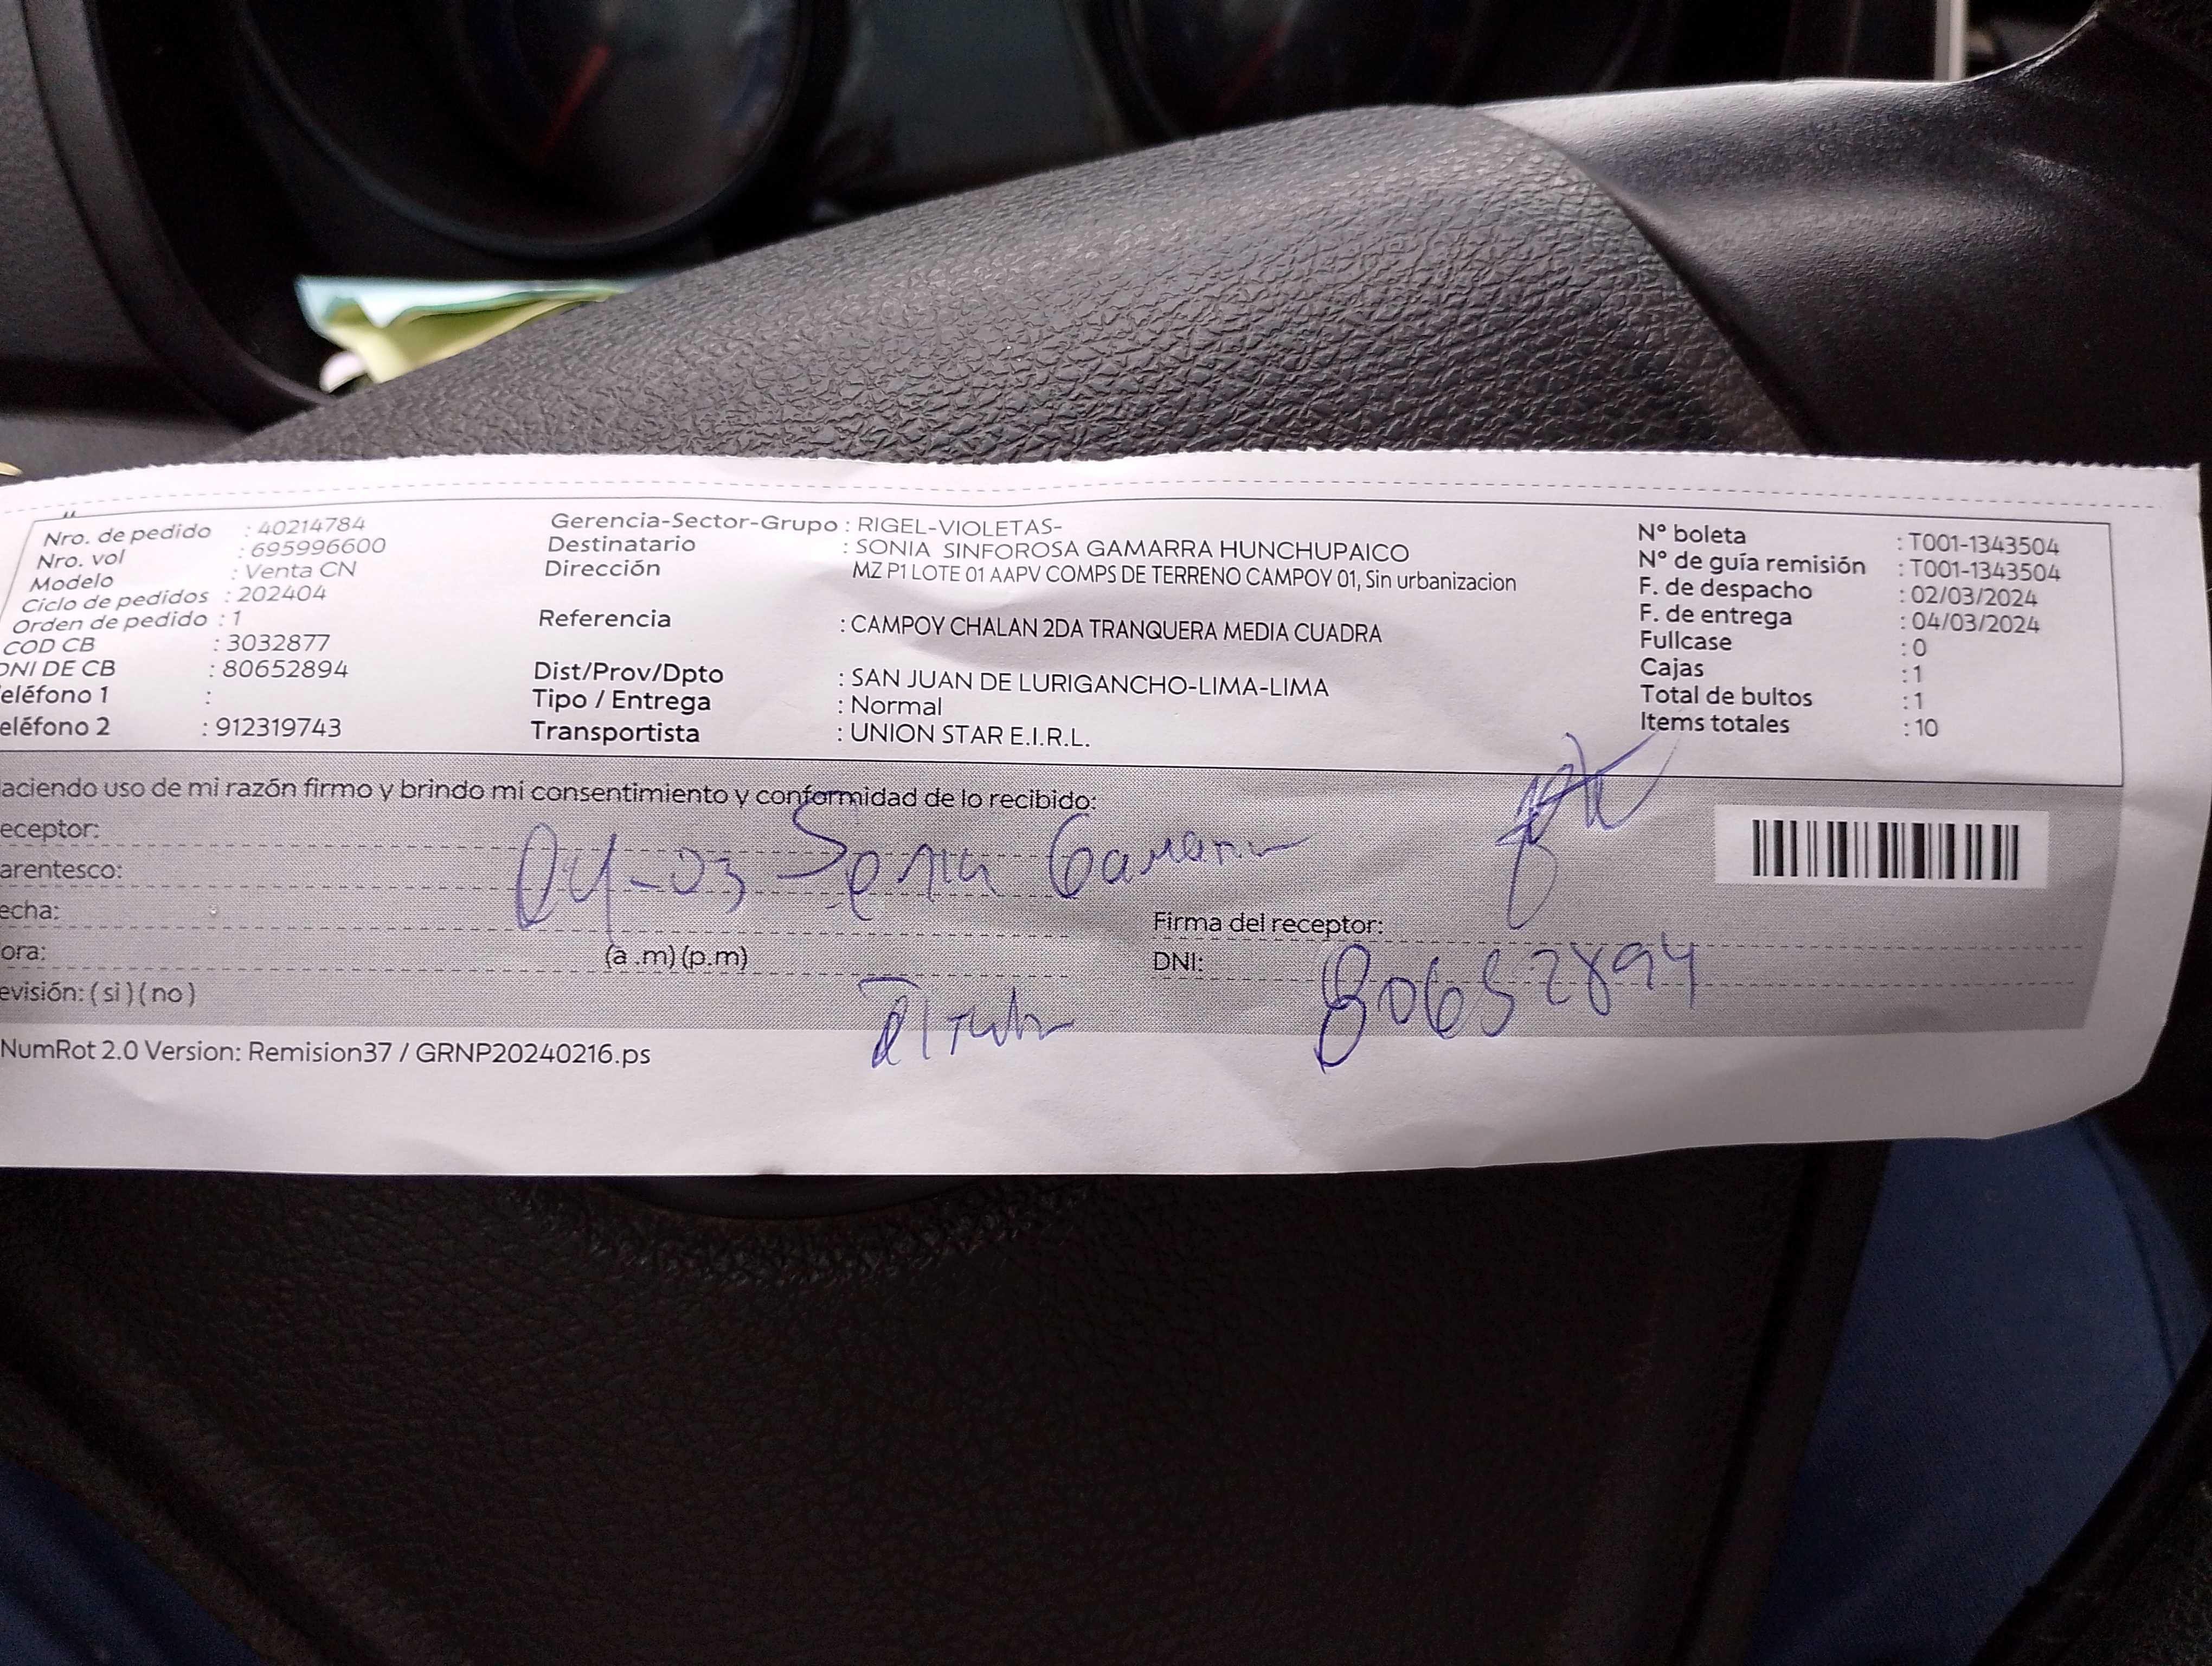 Nro. de pedido : 40214784
Nro. vol : 695996600
Modelo : Venta CN
Ciclo de pedidos : 202404
Orden de pedido : 1
COD CB : 3032877
DNI DE CB : 80652894
eléfono 1 :
eléfono 2 : 912319743
Gerencia-Sector-Grupo : RIGEL-VIOLETAS-
Destinatario : SONIA SINFOROSA GAMARRA HUNCHUPAICO
Dirección MZ P1 LOTE 01 AAPV COMPS DE TERRENO CAMPOY 01, Sin urbanizacion
Referencia : CAMPOY CHALAN 2DA TRANQUERA MEDIA CUADRA
Dist/Prov/Dpto : SAN JUAN DE LURIGANCHO-LIMA-LIMA
Tipo / Entrega : Normal
Transportista : UNION STAR E.I.R.L.
N° boleta : T001-1343504
N° de guía remisión : T001-1343504
F. de despacho : 02/03/2024
F. de entrega : 04/03/2024
Fullcase : 0
Cajas : 1
Total de bultos : 1
Items totales : 10
aciendo uso de mi razón firmo y brindo mi consentimiento y conformidad de lo recibido:
eceptor:
arentesco:
04-03 Sonia Gamarra
echa:
Firma del receptor:
ora: (a .m) (p.m)
DNI: 80652894
evisión: ( si ) ( no )
NumRot 2.0 Version: Remision37 / GRNP20240216.ps